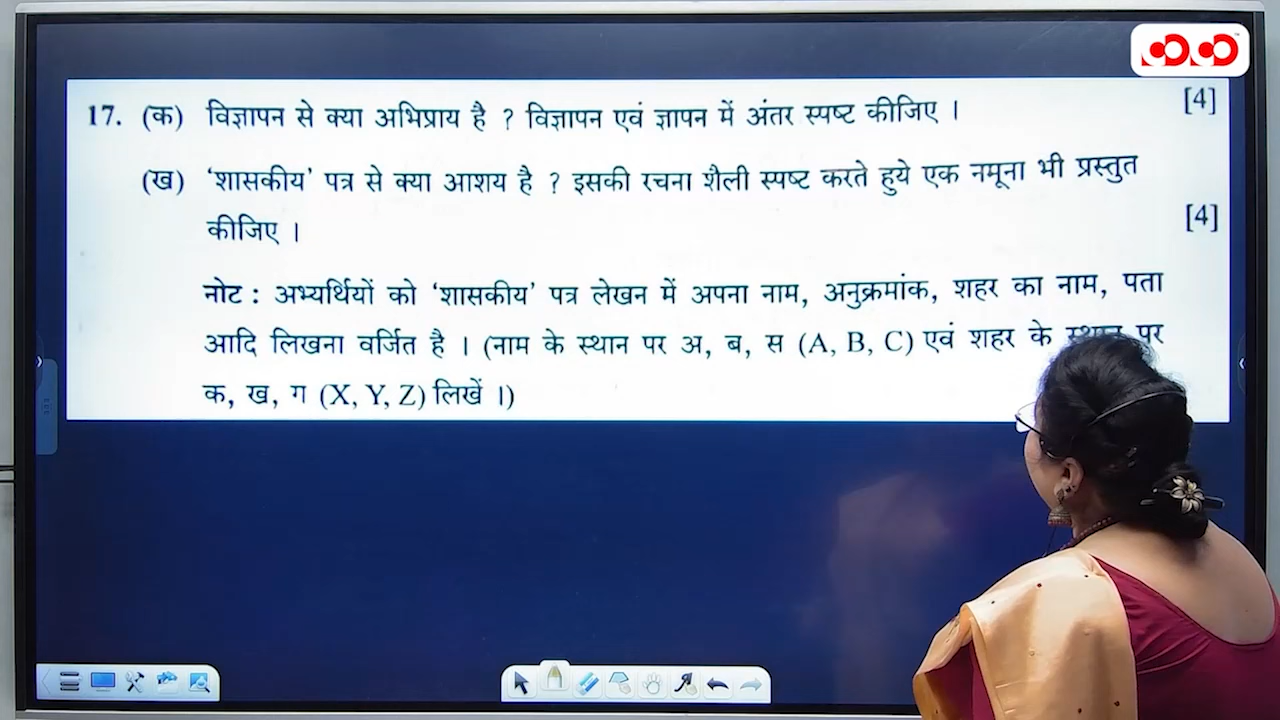 17. (क) विज्ञापन से क्या अभिप्राय है ? विज्ञापन एवं ज्ञापन में अंतर स्पष्ट कीजिए । [4]
(ख) ‘शासकीय’ पत्र से क्या आशय है ? इसकी रचना शैली स्पष्ट करते हुये एक नमूना भी प्रस्तुत
कीजिए । [4]
नोट : अभ्यर्थियों को ‘शासकीय’ पत्र लेखन में अपना नाम, अनुक्रमांक, शहर का नाम, पता
आदि लिखना वर्जित है । (नाम के स्थान पर अ, ब, स (A, B, C) एवं शहर के स्थान पर
क, ख, ग (X, Y, Z) लिखें ।)